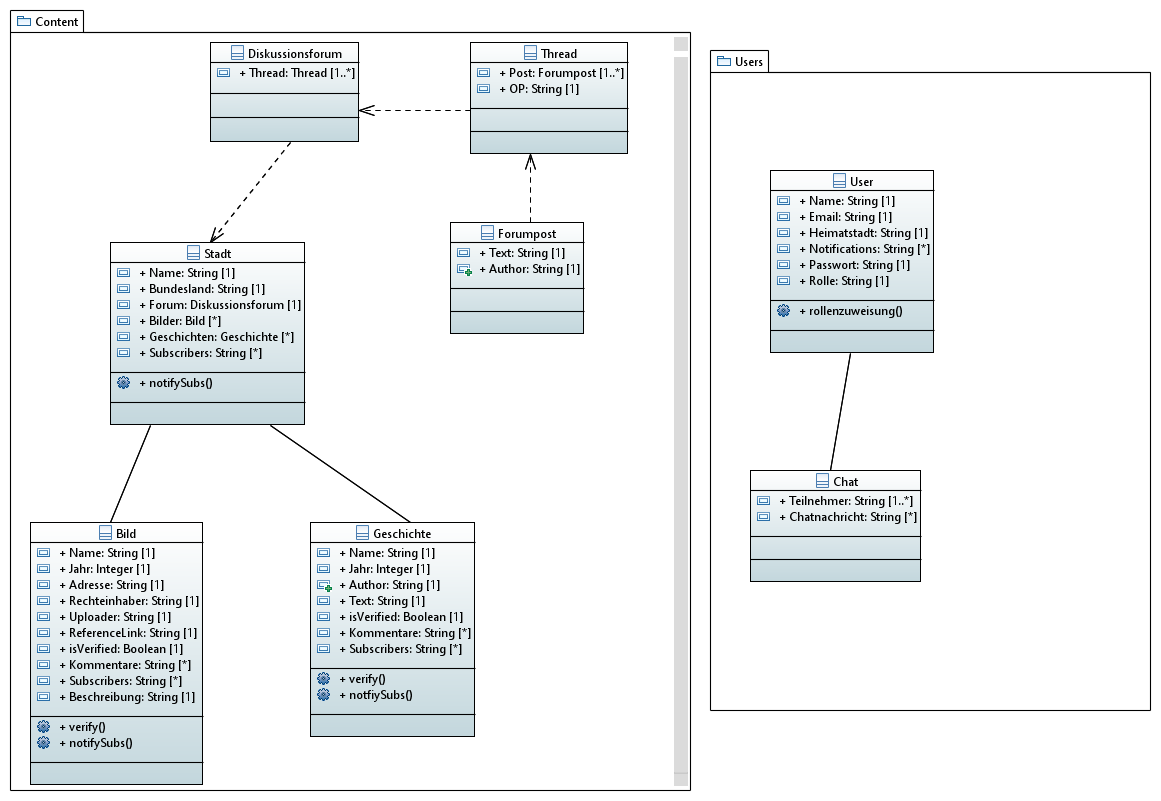 Content
Diskussionsforum
+ Thread: Thread [1..*]
Thread
+ Post: Forumpost [1..*]
+ OP: String [1]
Forumpost
+ Text: String [1]
+ Author: String [1]
Stadt
+ Name: String [1]
+ Bundesland: String [1]
+ Forum: Diskussionsforum [1]
+ Bilder: Bild [*]
+ Geschichten: Geschichte [*]
+ Subscribers: String [*]
+ notifySubs()
Bild
+ Name: String [1]
+ Jahr: Integer [1]
+ Adresse: String [1]
+ Rechteinhaber: String [1]
+ Uploader: String [1]
+ ReferenceLink: String [1]
+ isVerified: Boolean [1]
+ Kommentare: String [*]
+ Subscribers: String [*]
+ Beschreibung: String [1]
+ verify()
+ notifySubs()
Geschichte
+ Name: String [1]
+ Jahr: Integer [1]
+ Author: String [1]
+ Text: String [1]
+ isVerified: Boolean [1]
+ Kommentare: String [*]
+ Subscribers: String [*]
+ verify()
+ notfiySubs()
Users
User
+ Name: String [1]
+ Email: String [1]
+ Heimatstadt: String [1]
+ Notifications: String [*]
+ Passwort: String [1]
+ Rolle: String [1]
+ rollenzuweisung()
Chat
+ Teilnehmer: String [1..*]
+ Chatnachricht: String [*]